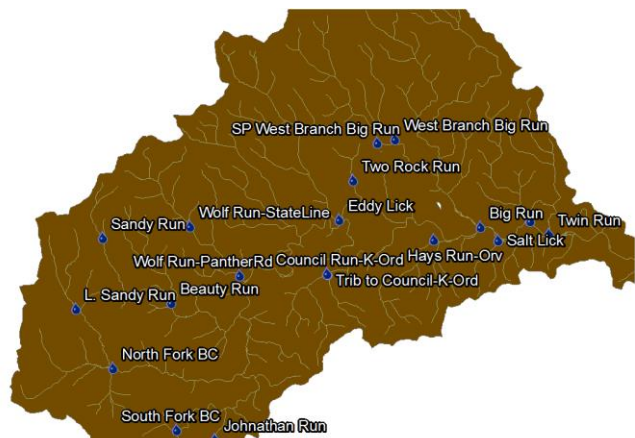 SP West Branch Big Run
West Branch Big Run
Two Rock Run
Eddy Lick
Wolf Run-StateLine
Sandy Run
Big Run
Twin Run
Salt Lick
Hays Run-Orv
Council Run-K-Ord
Wolf Run-PantherRd
Trib to Council-K-Ord
Beauty Run
L. Sandy Run
North Fork BC
South Fork BC
Johnathan Run